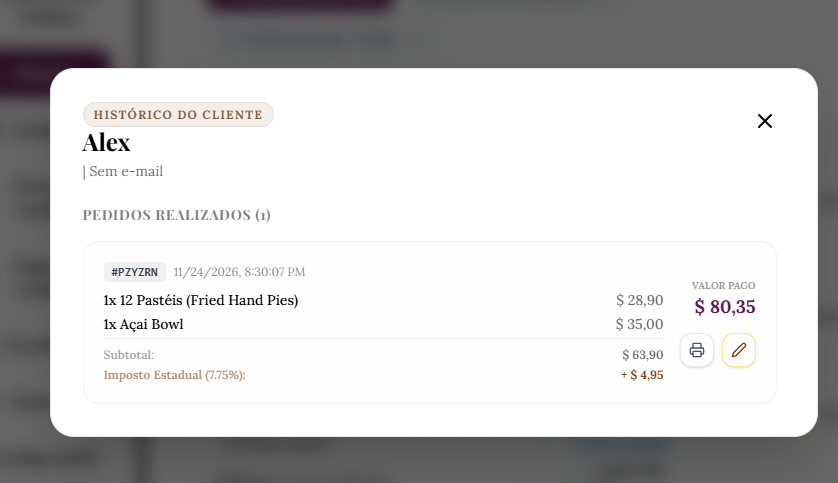 HISTÓRICO DO CLIENTE
Alex
| Sem e-mail
PEDIDOS REALIZADOS (1)
#PZYZRN 11/24/2026, 8:30:07 PM
1x 12 Pastéis (Fried Hand Pies) $ 28,90
1x Açai Bowl $ 35,00
Subtotal: $ 63,90
Imposto Estadual (7.75%): + $ 4,95
VALOR PAGO
$ 80,35